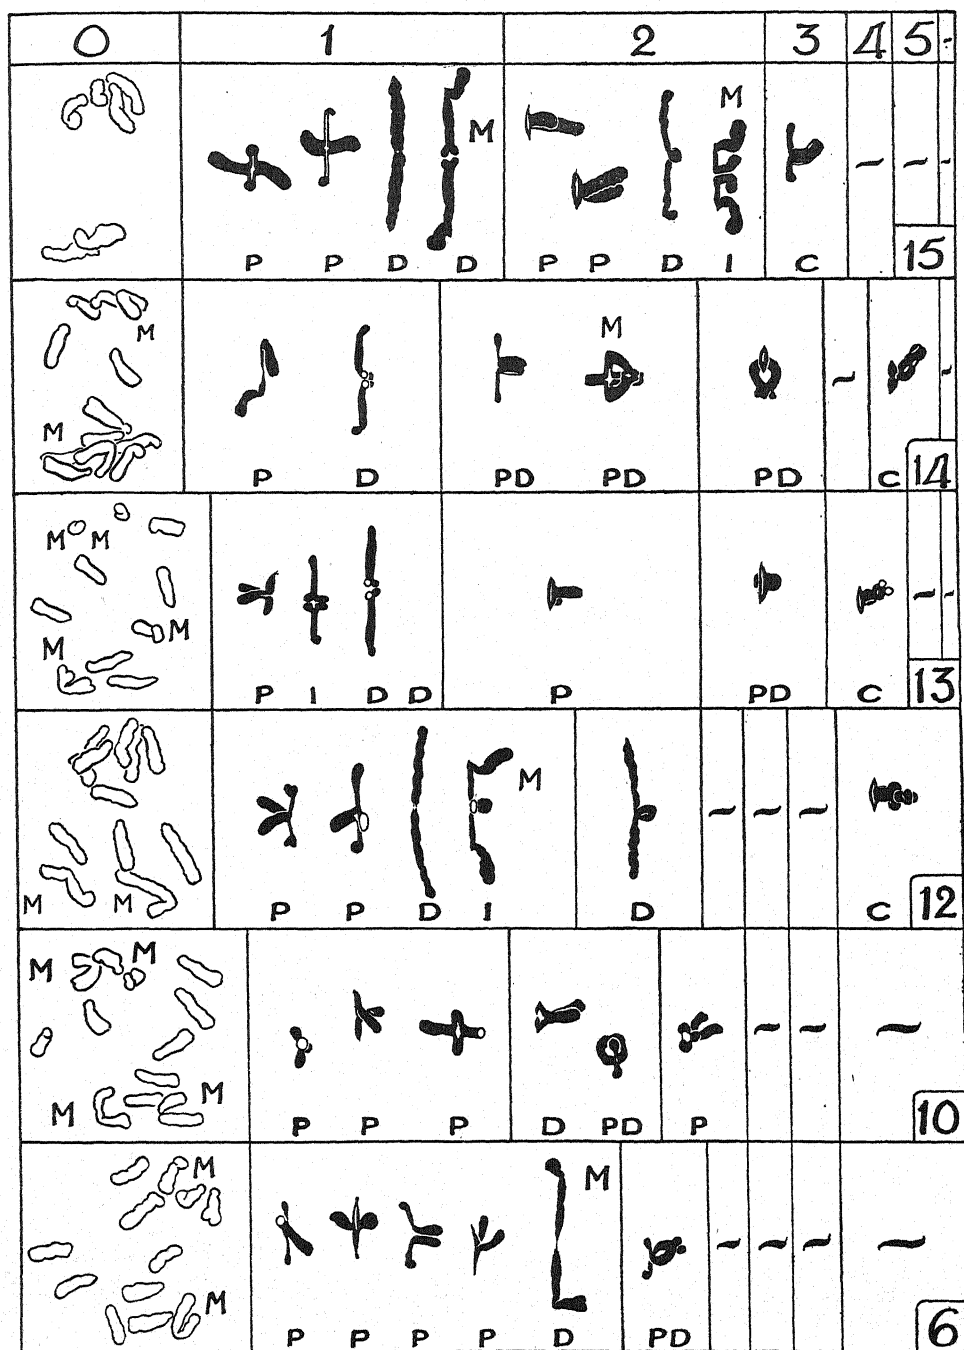 0 1 2 3 4 5 -
M M
~ ~ -
P P D D P P D I C 15
M M
M ~ -
P D PD PD PD C 14
M M
M
M ~ -
P I D D P PD C 13
M
~ ~ ~
M M
P P D I D C 12
M M
~ ~ ~
M M
P P P D PD P 10
M M
~ ~ ~
M
P P P P D PD 6